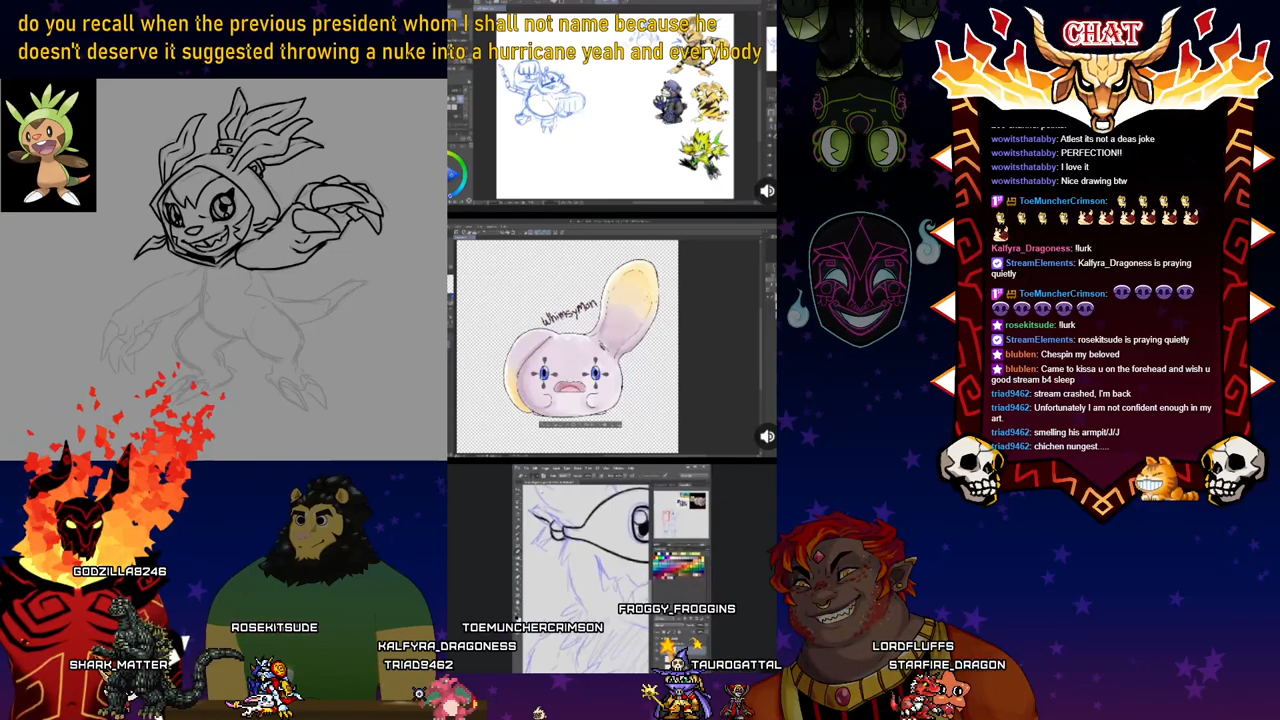 do you recall when the previous president whom I shall not name because he
doesn't deserve it suggested throwing a nuke into a hurricane yeah and everybody
CHAT
wowitsthatabby: Atlest its not a deas joke
wowitsthatabby: PERFECTION!!
wowitsthatabby: I love it
wowitsthatabby: Nice drawing btw
ToeMuncherCrimson:
Kalfyra_Dragoness: !lurk
StreamElements: Kalfyra_Dragoness is praying
quietly
ToeMuncherCrimson:
rosekitsude: !lurk
StreamElements: rosekitsude is praying quietly
blublen: Chespin my beloved
blublen: Came to kissa u on the forehead and wish u
good stream b4 sleep
triad9462: stream crashed, I'm back
triad9462: Unfortunately I am not confident enough in my
art.
triad9462: smelling his armpit/J/J
triad9462: chichen nungest.....
Whimsymon
GODZILLA8246
ROSEKITSUDE
SHARK_MATTER
FROGGY_FROGGINS
TOEMUNCHERCRIMSON
KALFYRA_DRAGONESS
TRIAD9462
TAUROGATTAL
LORDFLUFFS
STARFIRE_DRAGON